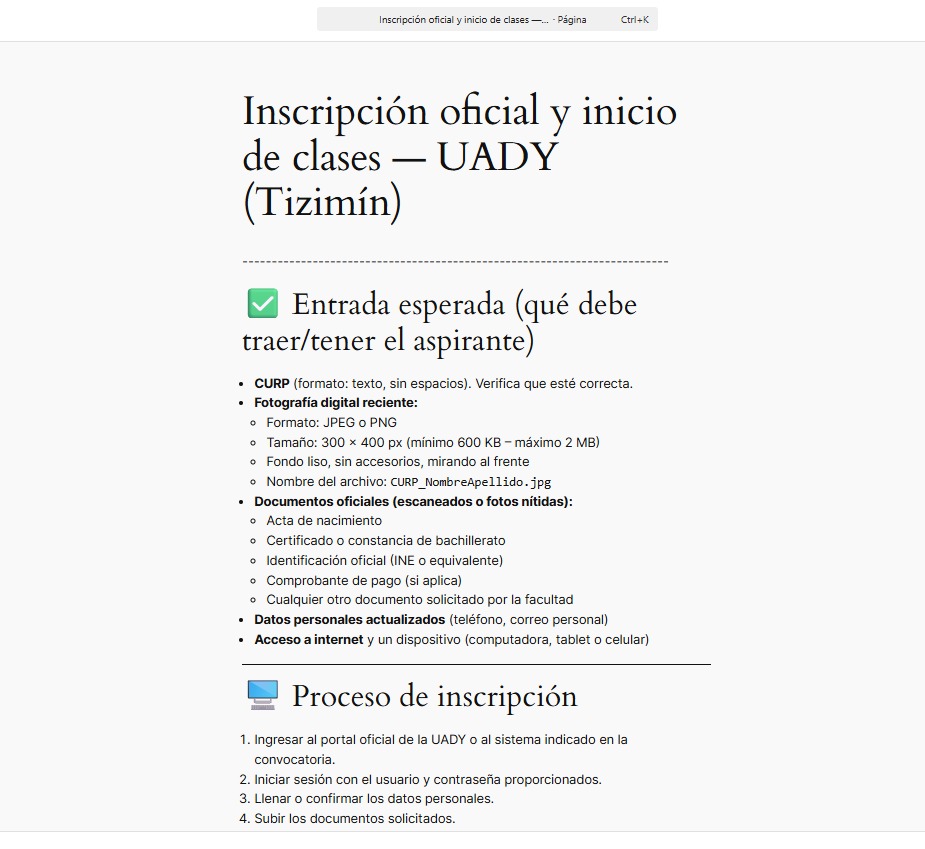 Inscripción oficial y inicio de clases —... · Página Ctrl+K
Inscripción oficial y inicio
de clases — UADY
(Tizimín)
--------------------------------------------------------------------------
✅ Entrada esperada (qué debe
traer/tener el aspirante)
• CURP (formato: texto, sin espacios). Verifica que esté correcta.
• Fotografía digital reciente:
◦ Formato: JPEG o PNG
◦ Tamaño: 300 × 400 px (mínimo 600 KB – máximo 2 MB)
◦ Fondo liso, sin accesorios, mirando al frente
◦ Nombre del archivo: CURP_NombreApellido.jpg
• Documentos oficiales (escaneados o fotos nítidas):
◦ Acta de nacimiento
◦ Certificado o constancia de bachillerato
◦ Identificación oficial (INE o equivalente)
◦ Comprobante de pago (si aplica)
◦ Cualquier otro documento solicitado por la facultad
• Datos personales actualizados (teléfono, correo personal)
• Acceso a internet y un dispositivo (computadora, tablet o celular)
🖥️ Proceso de inscripción
1. Ingresar al portal oficial de la UADY o al sistema indicado en la
convocatoria.
2. Iniciar sesión con el usuario y contraseña proporcionados.
3. Llenar o confirmar los datos personales.
4. Subir los documentos solicitados.